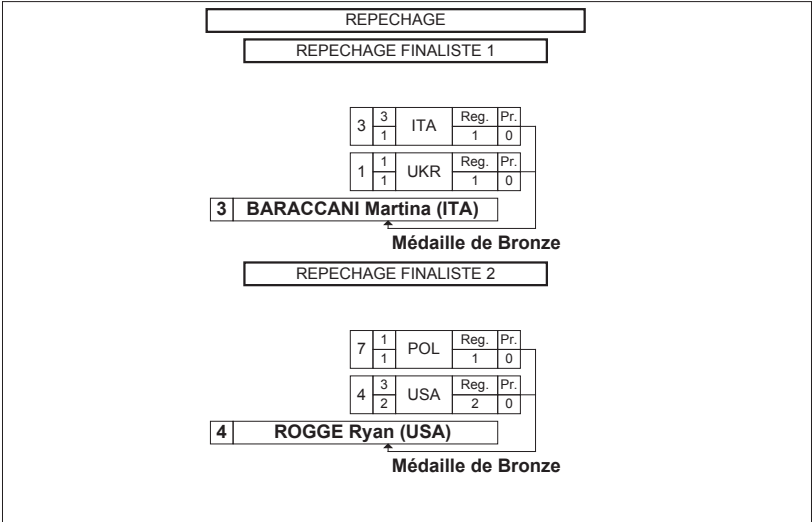 REPECHAGE
REPECHAGE FINALISTE 1
3 3 ITA Reg. Pr.
1 1 0
1 1 UKR Reg. Pr.
1 1 0
3 BARACCANI Martina (ITA)
Médaille de Bronze
REPECHAGE FINALISTE 2
7 1 POL Reg. Pr.
1 1 0
4 3 USA Reg. Pr.
2 2 0
4 ROGGE Ryan (USA)
Médaille de Bronze